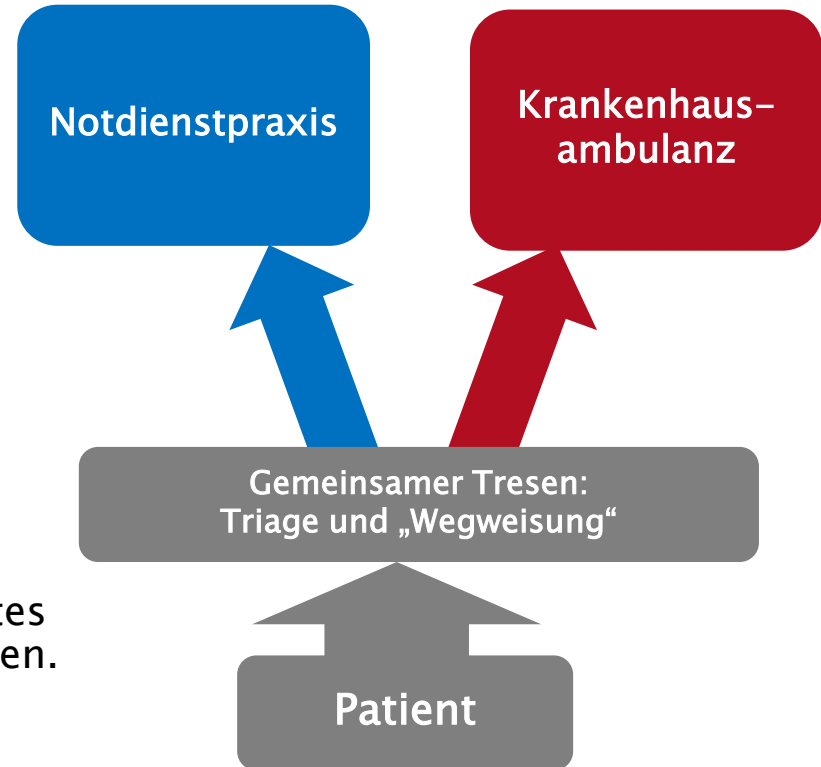 Notdienstpraxis
Krankenhaus-
ambulanz
Gemeinsamer Tresen:
Triage und „Wegweisung“
Patient